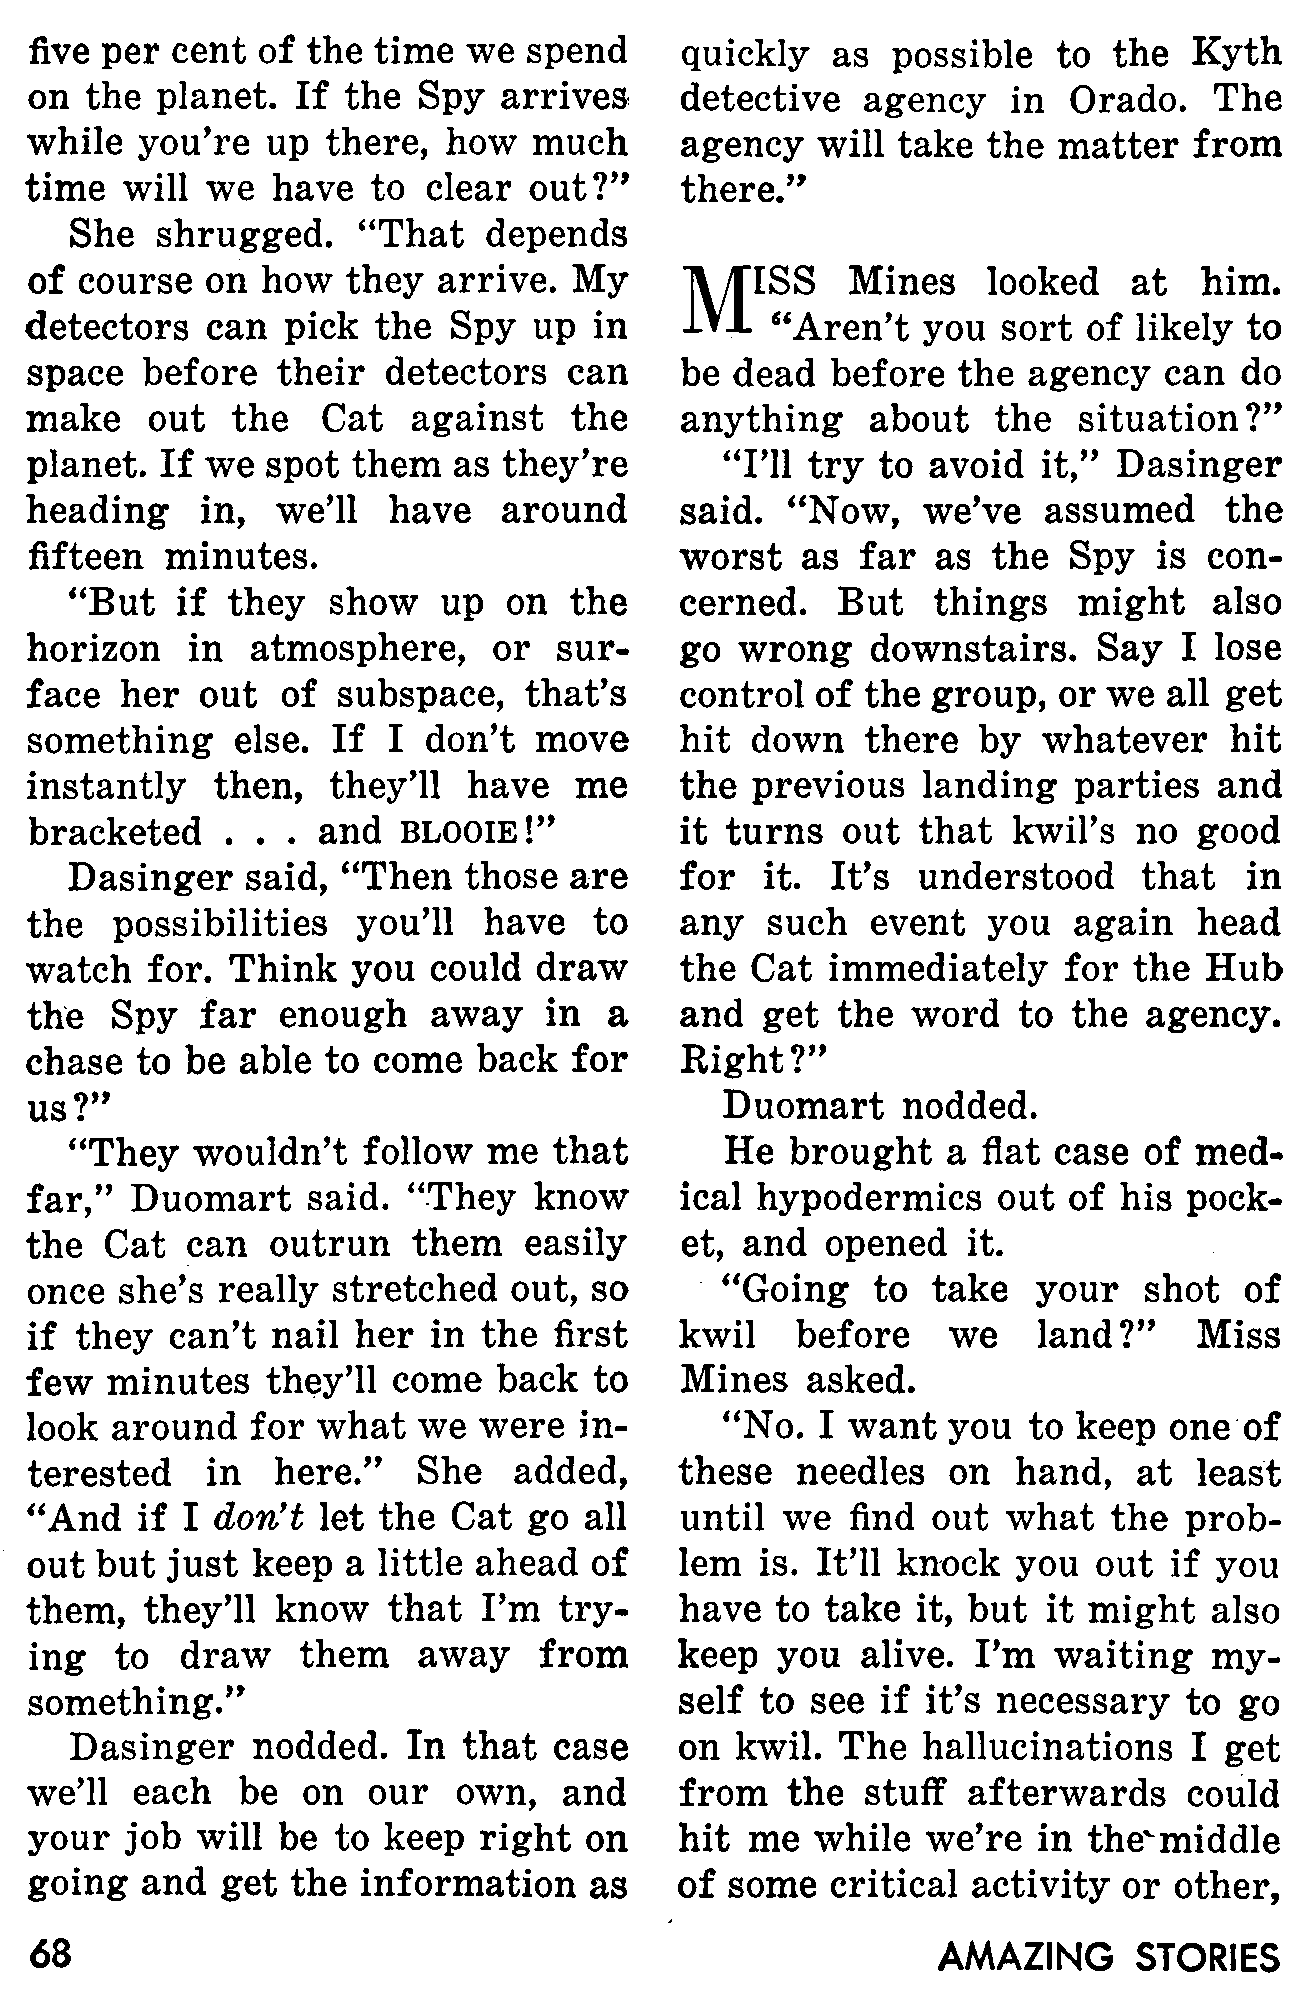 five per cent of the time we spend
on the planet. If the Spy arrives
while you're up there, how much
time will we have to clear out?"
She shrugged. "That depends
of course on how they arrive. My
detectors can pick the Spy up in
space before their detectors can
make out the Cat against the
planet. If we spot them as they're
heading in, we'll have around
fifteen minutes.
"But if they show up on the
horizon in atmosphere, or sur-
face her out of subspace, that's
something else. If I don't move
instantly then, they'll have me
bracketed . . . and BLOOIE!"
Dasinger said, "Then those are
the possibilities you'll have to
watch for. Think you could draw
the Spy far enough away in a
chase to be able to come back for
us?"
"They wouldn't follow me that
far," Duomart said. "They know
the Cat can outrun them easily
once she's really stretched out, so
if they can't nail her in the first
few minutes they'll come back to
look around for what we were in-
terested in here." She added,
"And if I don't let the Cat go all
out but just keep a little ahead of
them, they'll know that I'm try-
ing to draw them away from
something."
Dasinger nodded. In that case
we'll each be on our own, and
your job will be to keep right on
going and get the information as
quickly as possible to the Kyth
detective agency in Orado. The
agency will take the matter from
there."
MISS Mines looked at him.
"Aren't you sort of likely to
be dead before the agency can do
anything about the situation?"
"I'll try to avoid it," Dasinger
said. "Now, we've assumed the
worst as far as the Spy is con-
cerned. But things might also
go wrong downstairs. Say I lose
control of the group, or we all get
hit down there by whatever hit
the previous landing parties and
it turns out that kwil's no good
for it. It's understood that in
any such event you again head
the Cat immediately for the Hub
and get the word to the agency.
Right?"
Duomart nodded.
He brought a flat case of med-
ical hypodermics out of his pock-
et, and opened it.
"Going to take your shot of
kwil before we land?" Miss
Mines asked.
"No. I want you to keep one of
these needles on hand, at least
until we find out what the prob-
lem is. It'll knock you out if you
have to take it, but it might also
keep you alive. I'm waiting my-
self to see if it's necessary to go
on kwil. The hallucinations I get
from the stuff afterwards could
hit me while we're in the middle
of some critical activity or other,
68
AMAZING STORIES